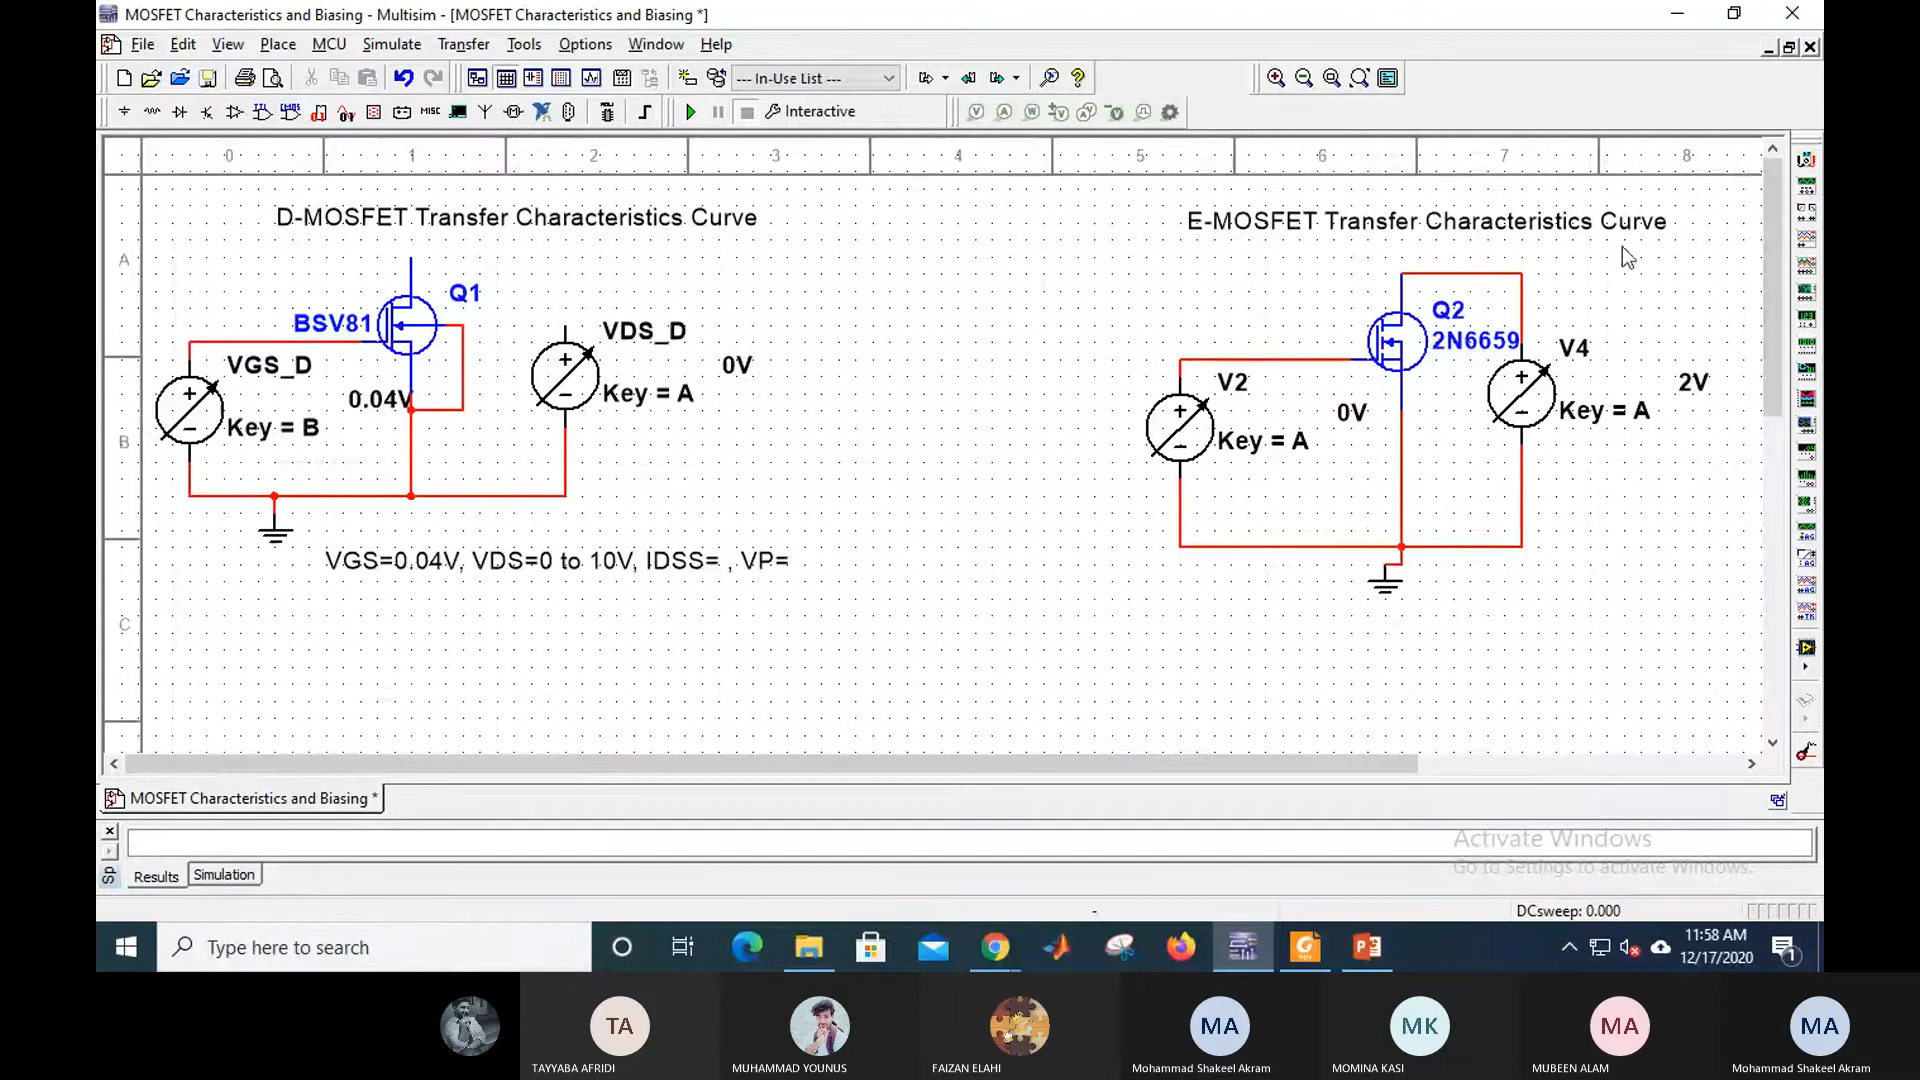 MOSFET Characteristics and Biasing - Multisim - [MOSFET Characteristics and Biasing *]
File Edit View Place MCU Simulate Transfer Tools Options Window Help
--- In-Use List ---
Interactive
0 1 2 3 4 5 6 7 8
A
B
C
D-MOSFET Transfer Characteristics Curve
Q1
BSV81
VGS_D
0.04V
Key = B
VDS_D
0V
Key = A
VGS=0.04V, VDS=0 to 10V, IDSS= , VP=
E-MOSFET Transfer Characteristics Curve
Q2
2N6659
V2
0V
Key = A
V4
2V
Key = A
MOSFET Characteristics and Biasing *
Results Simulation
Activate Windows
Go to Settings to activate Windows.
DCsweep: 0.000
Type here to search
11:58 AM
12/17/2020
1
TA MA MK MA MA
TAYYABA AFRIDI MUHAMMAD YOUNUS FAIZAN ELAHI Mohammad Shakeel Akram MOMINA KASI MUBEEN ALAM Mohammad Shakeel Akram